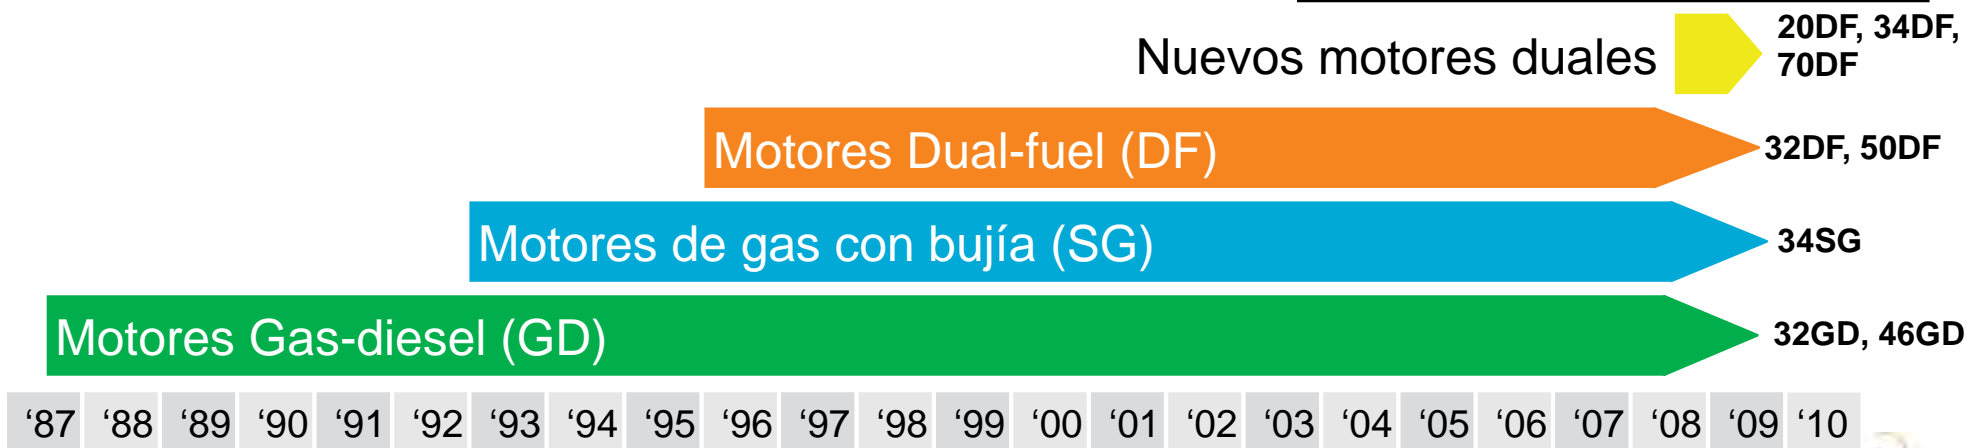 Nuevos motores duales
20DF, 34DF,
70DF
Motores Dual-fuel (DF)
32DF, 50DF
Motores de gas con bujía (SG)
34SG
Motores Gas-diesel (GD)
32GD, 46GD
‘87 ‘88 ‘89 ‘90 ‘91 ‘92 ‘93 ‘94 ‘95 ‘96 ‘97 ‘98 ‘99 ‘00 ‘01 ‘02 ‘03 ‘04 ‘05 ‘06 ‘07 ‘08 ‘09 ‘10